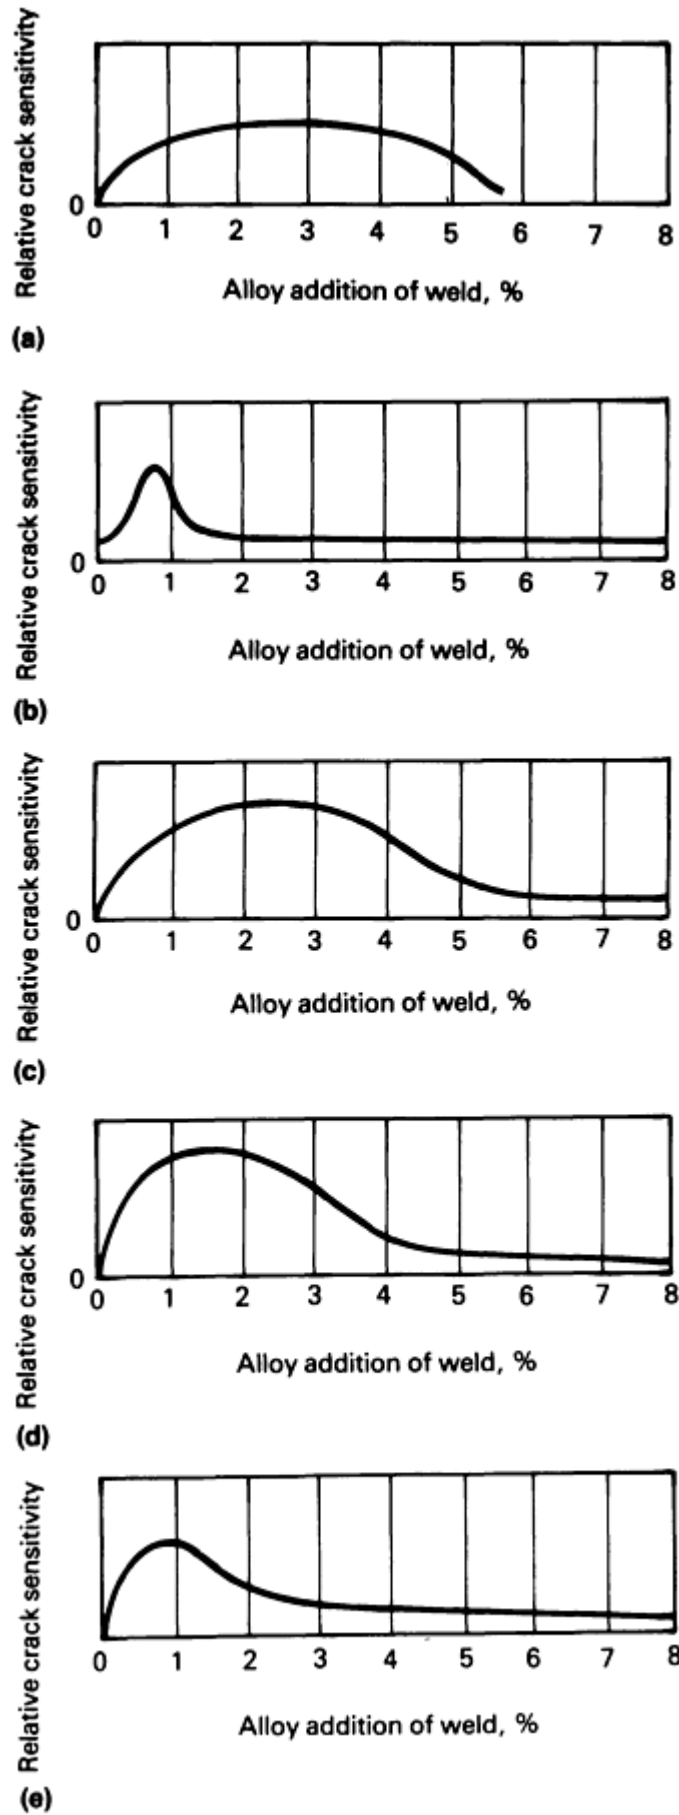 Relative crack sensitivity
0
0 1 2 3 4 5 6 7 8
Alloy addition of weld, %
(a)
Relative crack sensitivity
0
0 1 2 3 4 5 6 7 8
Alloy addition of weld, %
(b)
Relative crack sensitivity
0
0 1 2 3 4 5 6 7 8
Alloy addition of weld, %
(c)
Relative crack sensitivity
0
0 1 2 3 4 5 6 7 8
Alloy addition of weld, %
(d)
Relative crack sensitivity
0 1 2 3 4 5 6 7 8
Alloy addition of weld, %
(e)